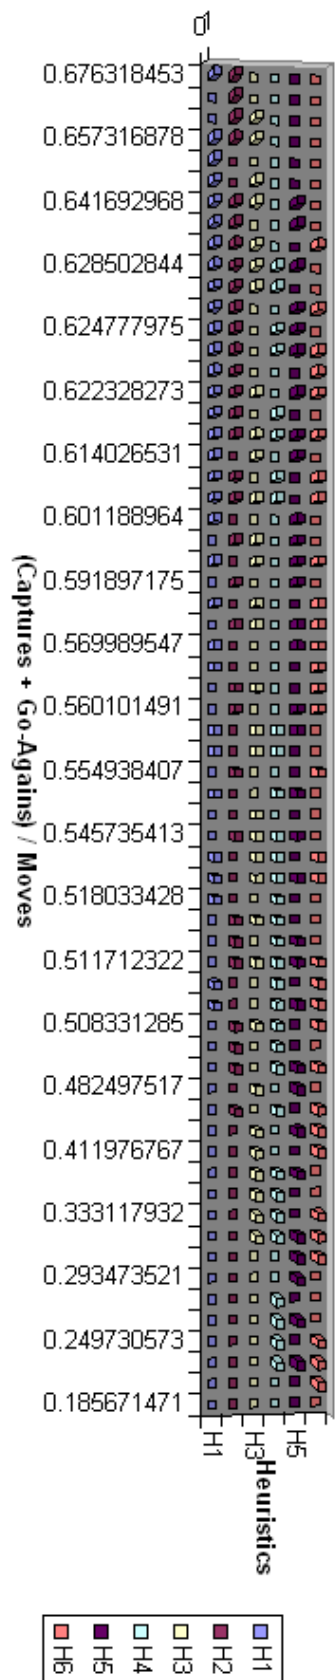 0
1
0.676318453
0.657316878
0.641692968
0.628502844
0.624777975
0.622328273
0.614026531
0.601188964
0.591897175
0.569989547
0.560101491
0.554938407
0.545735413
0.518033428
0.511712322
0.508331285
0.482497517
0.411976767
0.333117932
0.293473521
0.249730573
0.185671471
(Captures + Go-Agains) / Moves
H1
H3
H5
Heuristics
H1
H2
H3
H4
H5
H6